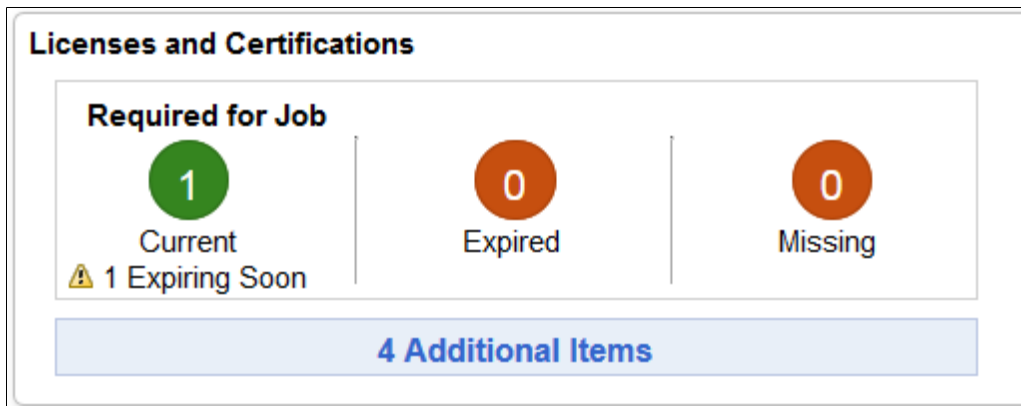 Licenses and Certifications
Required for Job
1
Current
1 Expiring Soon
0
Expired
0
Missing
4 Additional Items